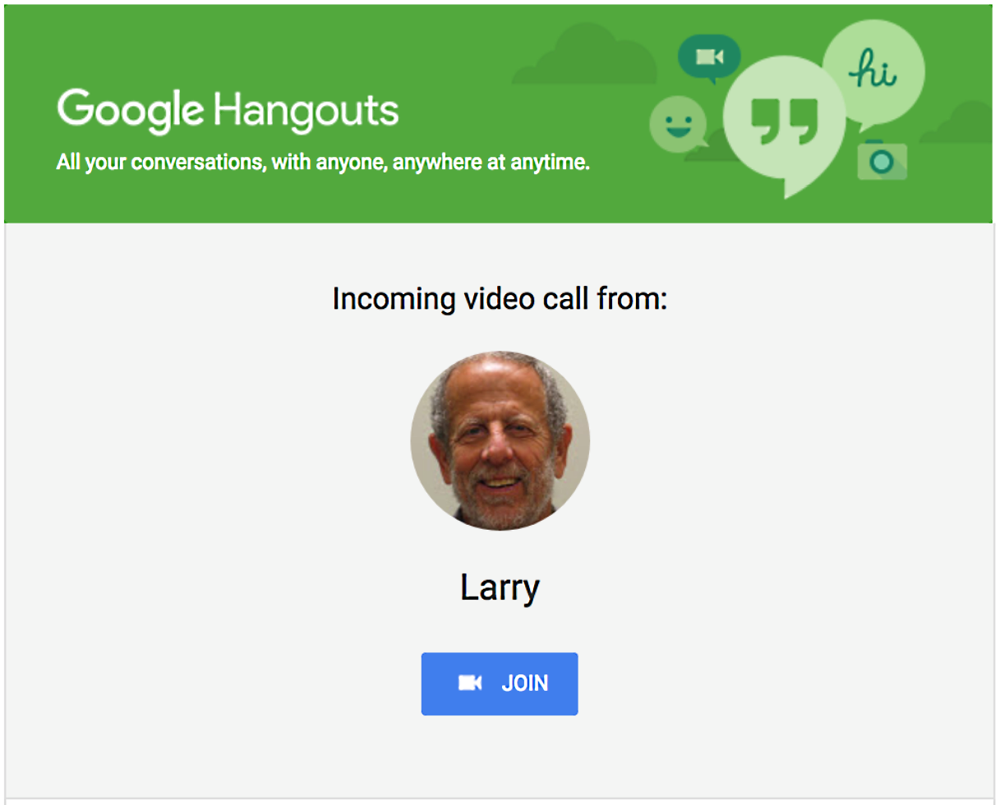 Google Hangouts
hi
All your conversations, with anyone, anywhere at anytime.
Incoming video call from:
Larry
JOIN